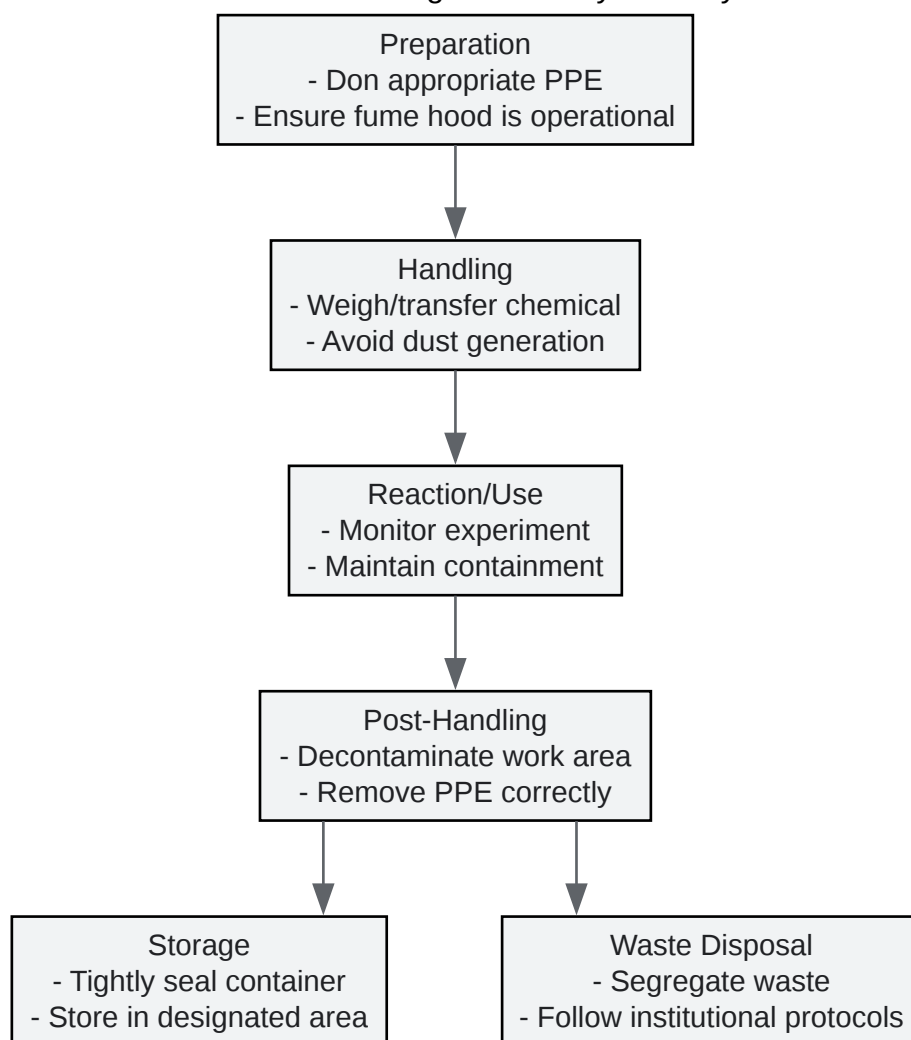 Preparation
- Don appropriate PPE
- Ensure fume hood is operational
Handling
- Weigh/transfer chemical
- Avoid dust generation
Reaction/Use
- Monitor experiment
- Maintain containment
Post-Handling
- Decontaminate work area
- Remove PPE correctly
Storage
- Tightly seal container
- Store in designated area
Waste Disposal
- Segregate waste
- Follow institutional protocols